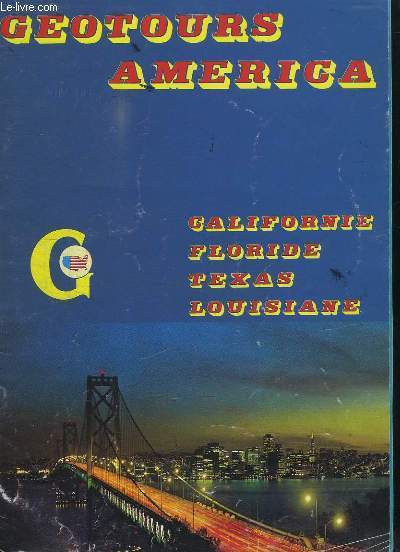 Le-livre.com
GEOTOURS
AMERICA
G
CALIFORNIE
FLORIDE
TEXAS
LOUISIANE